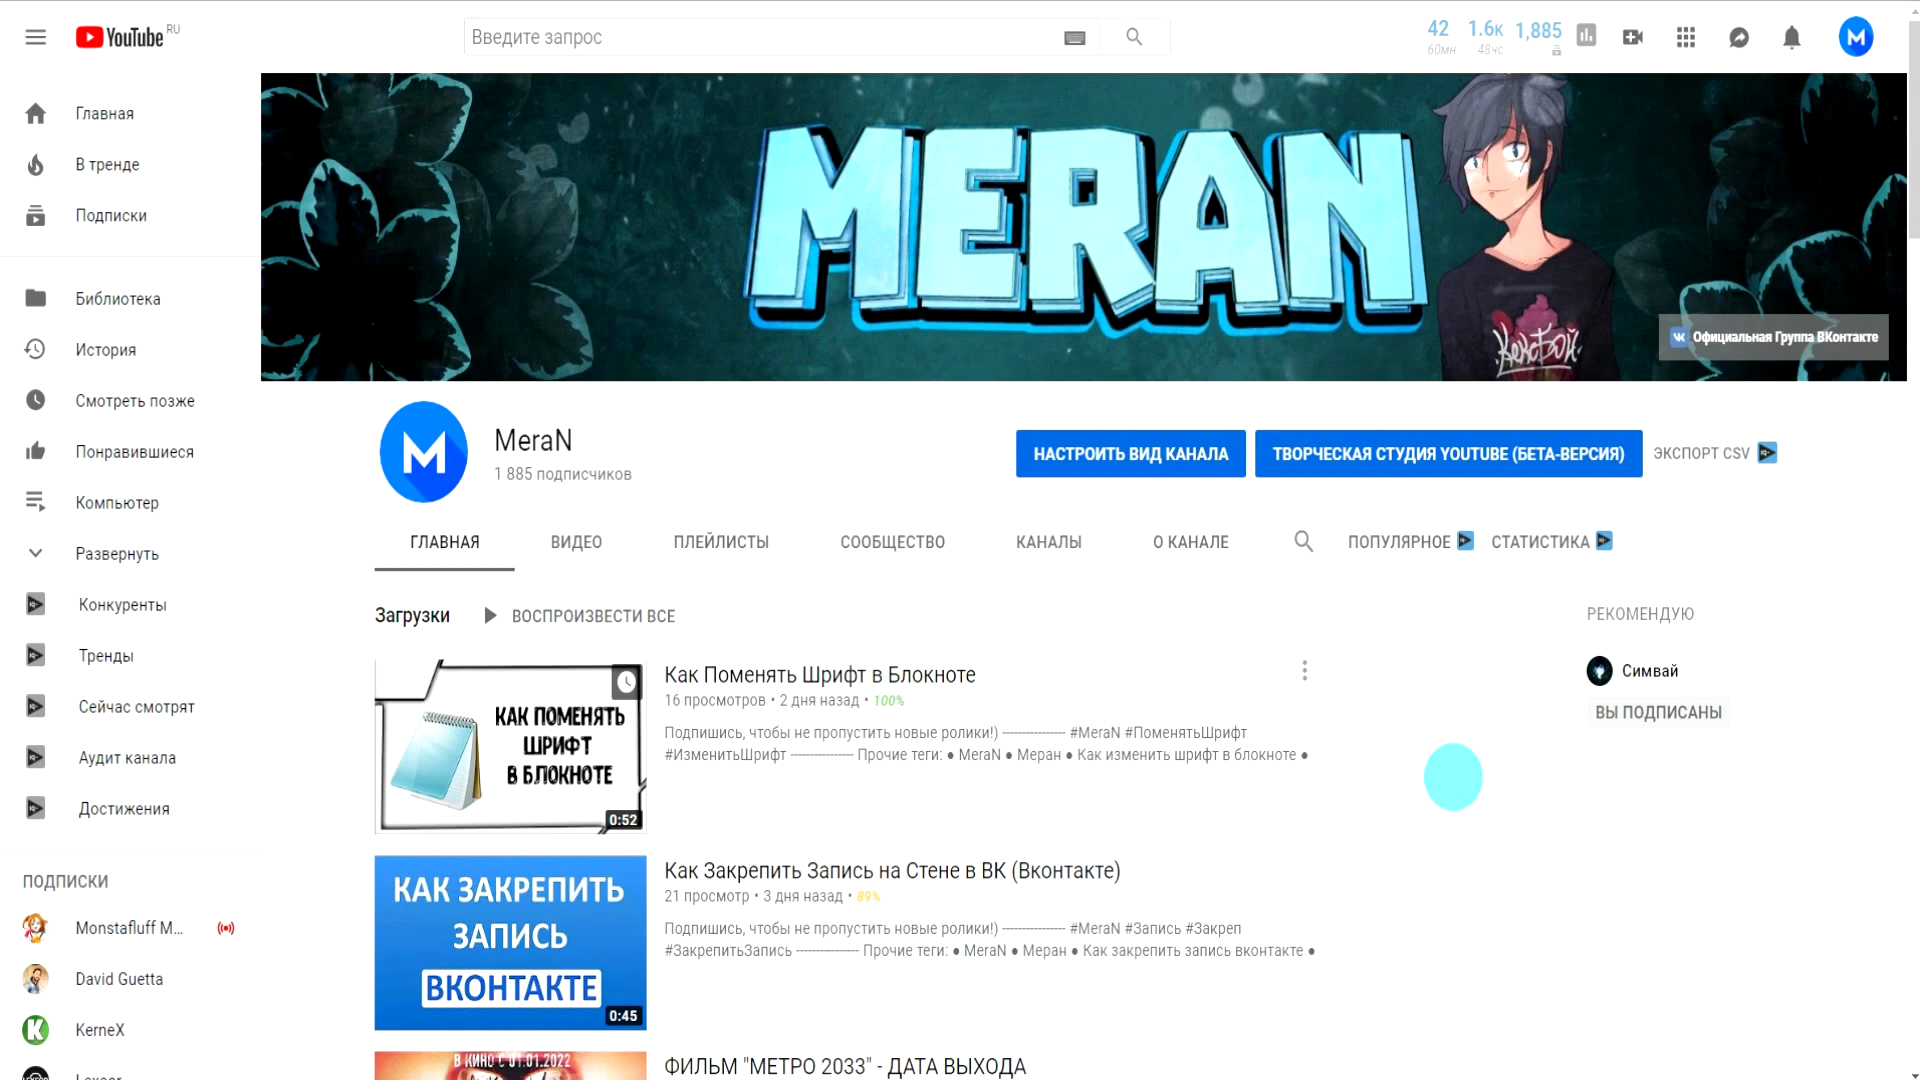 YouTube RU
Введите запрос
42 1.6к 1,885
60мн 48чс
M
Главная
В тренде
Подписки
Библиотека
История
Смотреть позже
Понравившиеся
Компьютер
Развернуть
Конкуренты
Тренды
Сейчас смотрят
Аудит канала
Достижения
ПОДПИСКИ
Monstafluff M...
David Guetta
KerneX
MERAN
КексБой
Официальная Группа ВКонтакте
M
MeraN
1 885 подписчиков
НАСТРОИТЬ ВИД КАНАЛА
ТВОРЧЕСКАЯ СТУДИЯ YOUTUBE (БЕТА-ВЕРСИЯ)
ЭКСПОРТ CSV
ГЛАВНАЯ ВИДЕО ПЛЕЙЛИСТЫ СООБЩЕСТВО КАНАЛЫ О КАНАЛЕ ПОПУЛЯРНОЕ СТАТИСТИКА
Загрузки ВОСПРОИЗВЕСТИ ВСЕ
КАК ПОМЕНЯТЬ
ШРИФТ
В БЛОКНОТЕ
0:52
Как Поменять Шрифт в Блокноте
16 просмотров • 2 дня назад • 100%
Подпишись, чтобы не пропустить новые ролики!) --------------- #MeraN #ПоменятьШрифт
#ИзменитьШрифт --------------- Прочие теги: ● MeraN ● Меран ● Как изменить шрифт в блокноте ●
КАК ЗАКРЕПИТЬ
ЗАПИСЬ
ВКОНТАКТЕ
0:45
Как Закрепить Запись на Стене в ВК (Вконтакте)
21 просмотр • 3 дня назад • 89%
Подпишись, чтобы не пропустить новые ролики!) --------------- #MeraN #Запись #Закреп
#ЗакрепитьЗапись --------------- Прочие теги: ● MeraN ● Меран ● Как закрепить запись вконтакте ●
В КИНО С 01.01.2022
ФИЛЬМ "МЕТРО 2033" - ДАТА ВЫХОДА
РЕКОМЕНДУЮ
Симвай
ВЫ ПОДПИСАНЫ